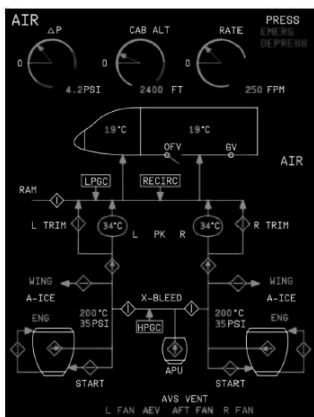 AIR
PRESS
△P CAB ALT RATE
EMERG
DEPRESS
0 0 0
4.2PSI 2400 FT 250 FPM
19°C 19°C
OFV GV
AIR
LPGC RECIRC
RAM
L TRIM 34°C L PK R 34°C R TRIM
WING WING
A-ICE X-BLEED A-ICE
ENG 200°C 200°C ENG
35PSI HPGC 35PSI
START APU START
AVS VENT
L FAN AEV AFT FAN R FAN